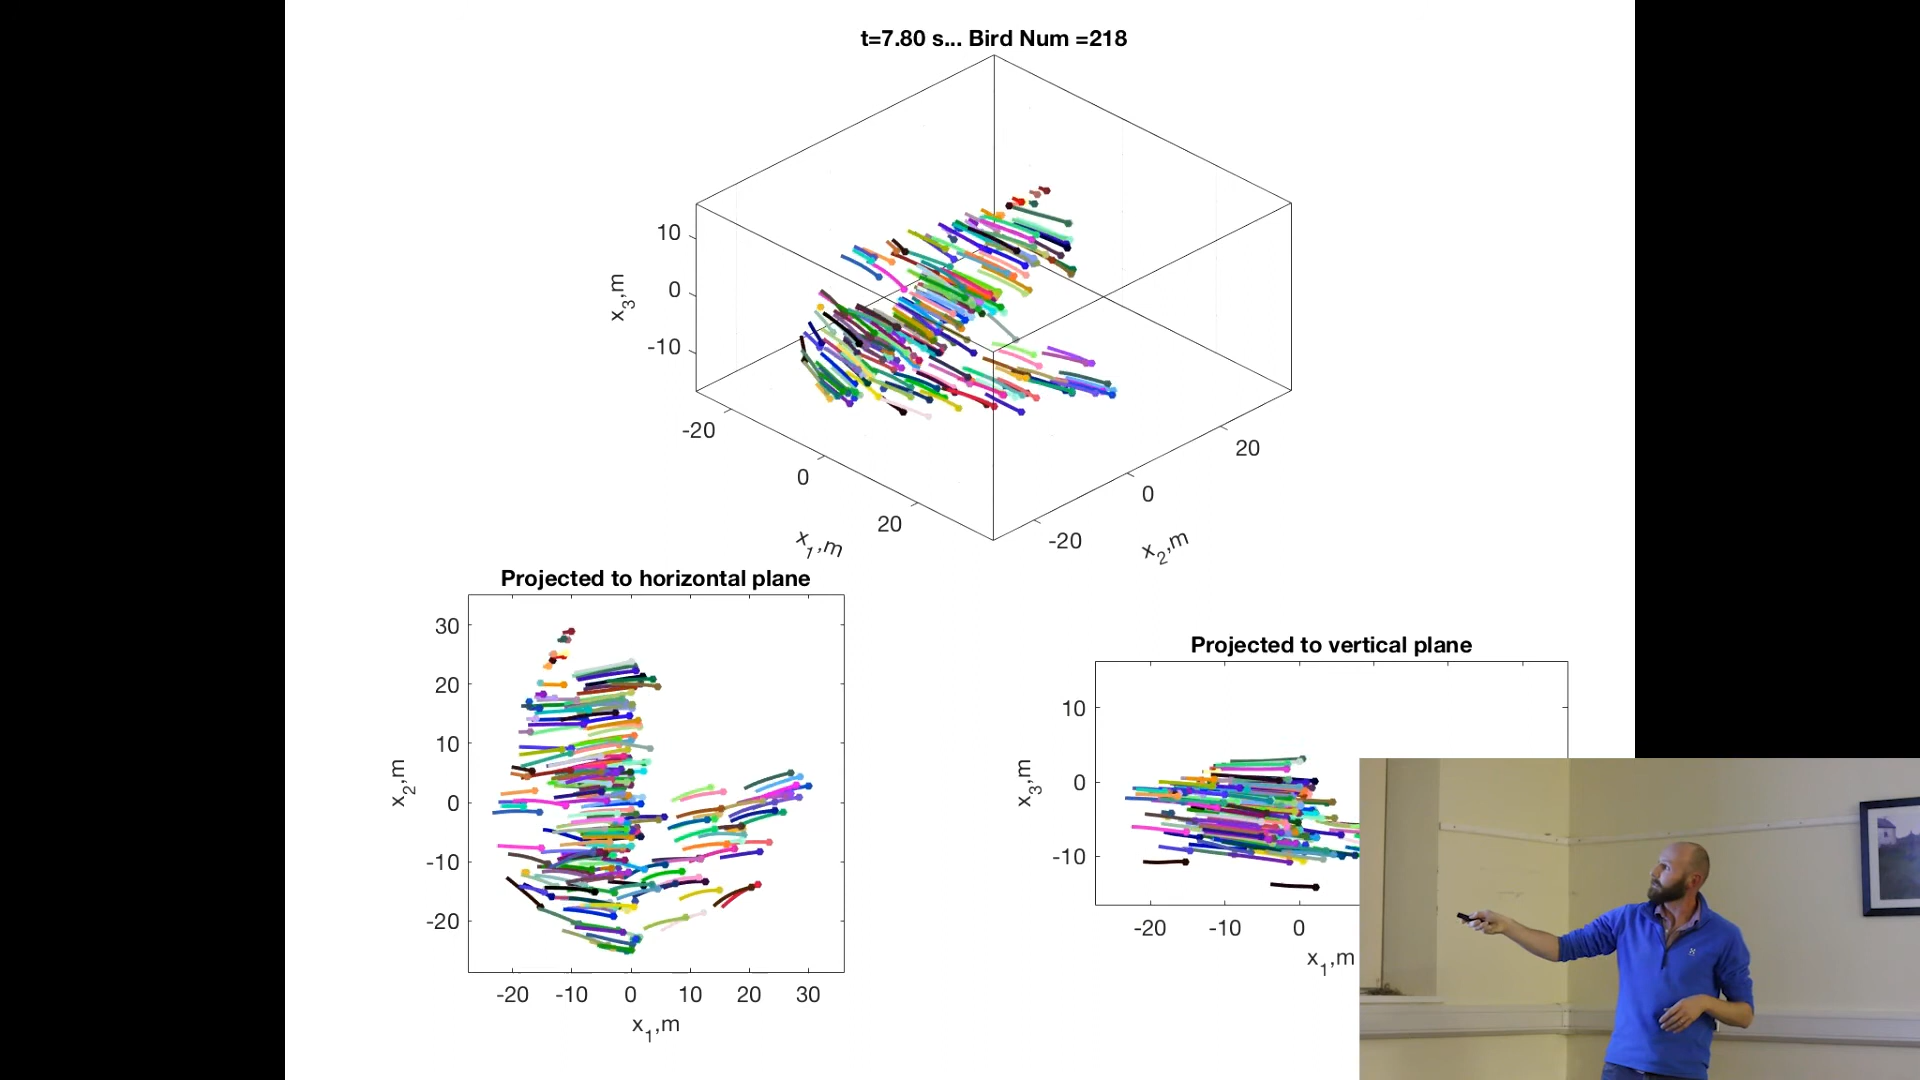 t=7.80 s... Bird Num =218
10
0
-10
x3,m
-20
0
20
x1,m
-20
0
20
x2,m
Projected to horizontal plane
30
20
10
0
-10
-20
x2,m
-20 -10 0 10 20 30
x1,m
Projected to vertical plane
10
0
-10
x3,m
-20 -10 0
x1,m